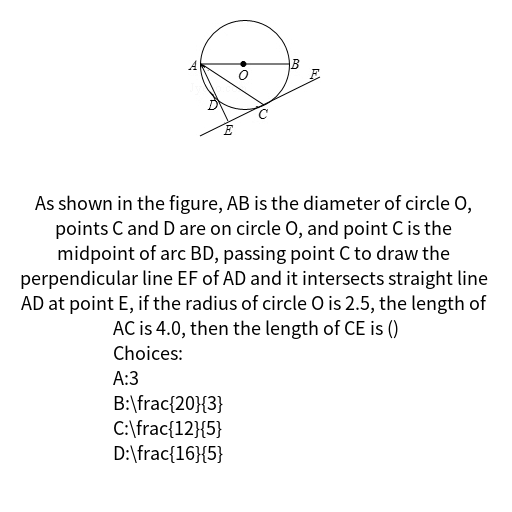 A
B
O
F
D
C
E
As shown in the figure, AB is the diameter of circle O,
points C and D are on circle O, and point C is the
midpoint of arc BD, passing point C to draw the
perpendicular line EF of AD and it intersects straight line
AD at point E, if the radius of circle O is 2.5, the length of
AC is 4.0, then the length of CE is ()
Choices:
A:3
B:\frac{20}{3}
C:\frac{12}{5}
D:\frac{16}{5}